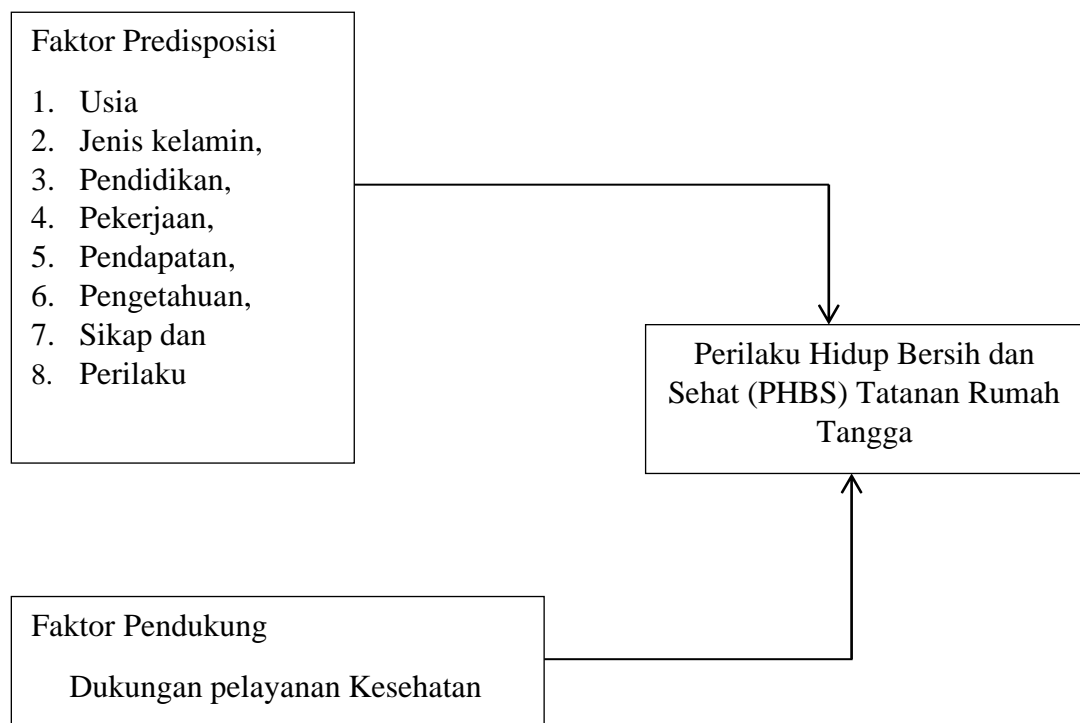 Faktor Predisposisi
1. Usia
2. Jenis kelamin,
3. Pendidikan,
4. Pekerjaan,
5. Pendapatan,
6. Pengetahuan,
7. Sikap dan
8. Perilaku
Perilaku Hidup Bersih dan
Sehat (PHBS) Tatanan Rumah
Tangga
Faktor Pendukung
Dukungan pelayanan Kesehatan